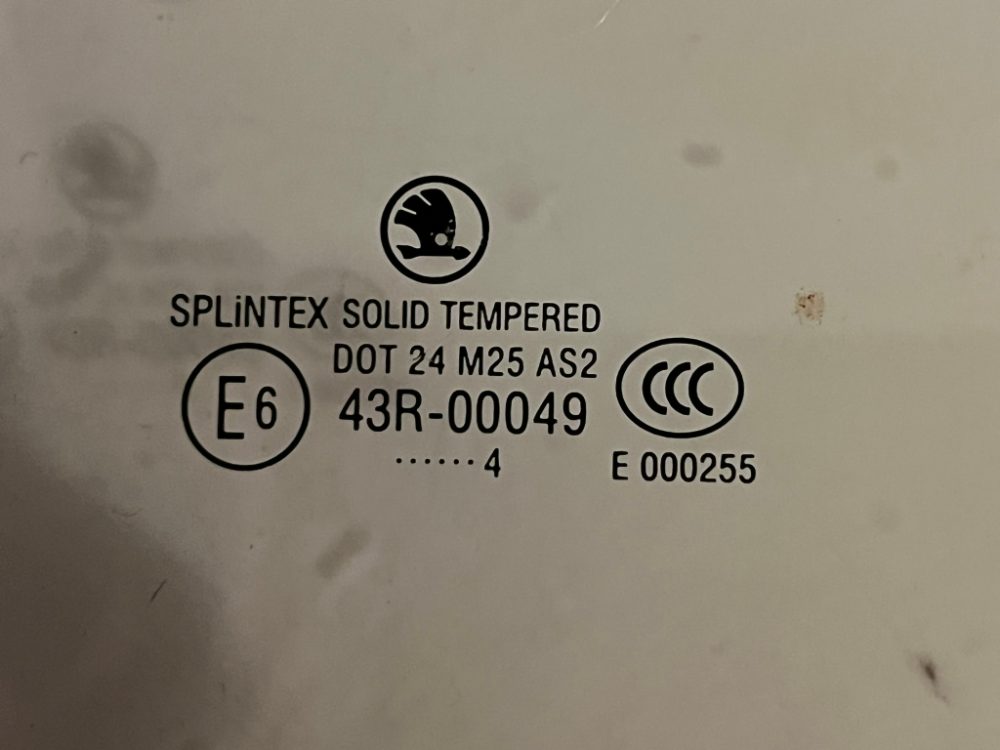 SPLiNTEX SOLID TEMPERED
DOT 24 M25 AS2
E6 43R-00049 CCC
······4 E 000255